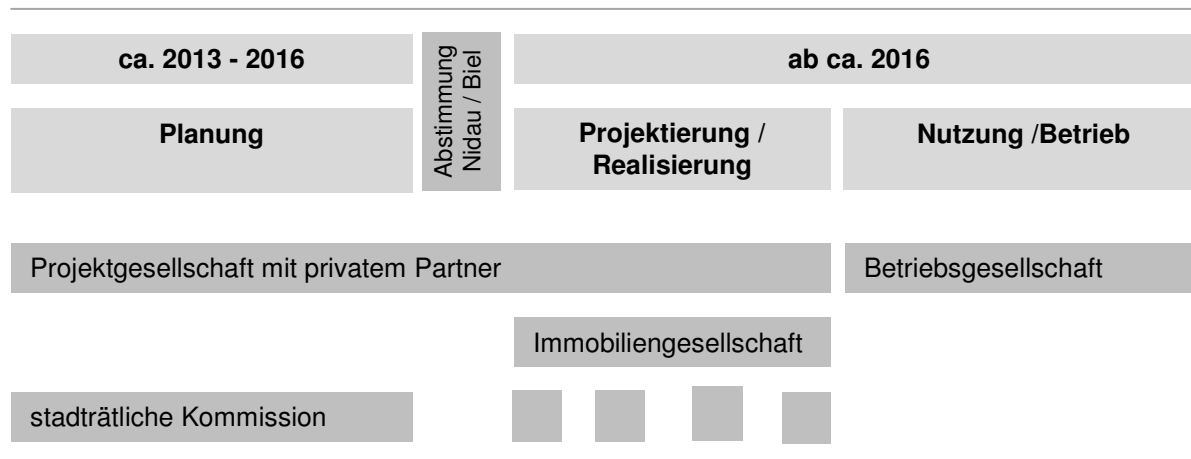 ca. 2013 - 2016
Abstimmung
Nidau / Biel
ab ca. 2016
Planung
Projektierung /
Realisierung
Nutzung /Betrieb
Projektgesellschaft mit privatem Partner
Betriebsgesellschaft
Immobiliengesellschaft
stadträtliche Kommission